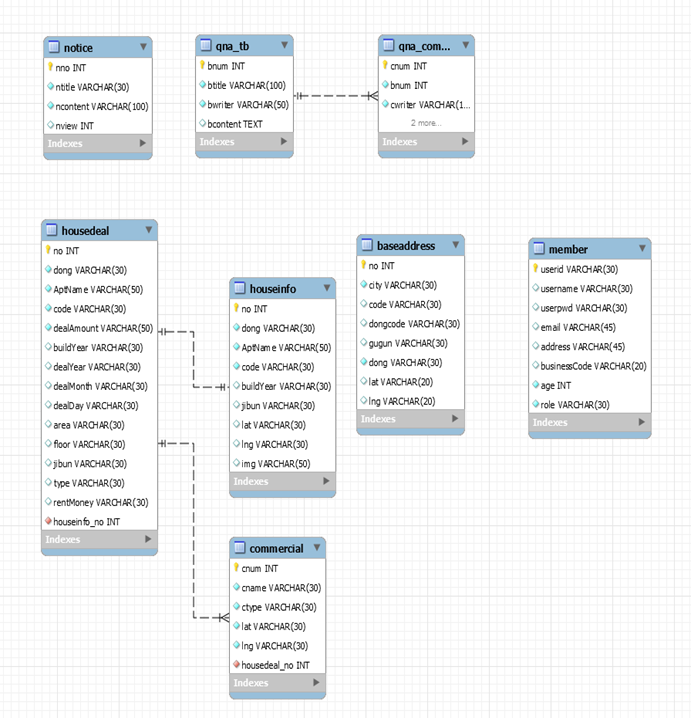 notice
nno INT
ntitle VARCHAR(30)
ncontent VARCHAR(100)
nview INT
Indexes
qna_tb
bnum INT
btitle VARCHAR(100)
bwriter VARCHAR(50)
bcontent TEXT
Indexes
qna_com...
cnum INT
bnum INT
cwriter VARCHAR(1...
2 more...
Indexes
housedeal
no INT
dong VARCHAR(30)
AptName VARCHAR(50)
code VARCHAR(30)
dealAmount VARCHAR(50)
buildYear VARCHAR(30)
dealYear VARCHAR(30)
dealMonth VARCHAR(30)
dealDay VARCHAR(30)
area VARCHAR(30)
floor VARCHAR(30)
jibun VARCHAR(30)
type VARCHAR(30)
rentMoney VARCHAR(30)
houseinfo_no INT
Indexes
houseinfo
no INT
dong VARCHAR(30)
AptName VARCHAR(50)
code VARCHAR(30)
buildYear VARCHAR(30)
jibun VARCHAR(30)
lat VARCHAR(30)
lng VARCHAR(30)
img VARCHAR(50)
Indexes
baseaddress
no INT
city VARCHAR(30)
code VARCHAR(30)
dongcode VARCHAR(30)
gugun VARCHAR(30)
dong VARCHAR(30)
lat VARCHAR(20)
lng VARCHAR(20)
Indexes
member
userid VARCHAR(30)
username VARCHAR(30)
userpwd VARCHAR(30)
email VARCHAR(45)
address VARCHAR(45)
businessCode VARCHAR(20)
age INT
role VARCHAR(30)
Indexes
commercial
cnum INT
cname VARCHAR(30)
ctype VARCHAR(30)
lat VARCHAR(30)
lng VARCHAR(30)
housedeal_no INT
Indexes